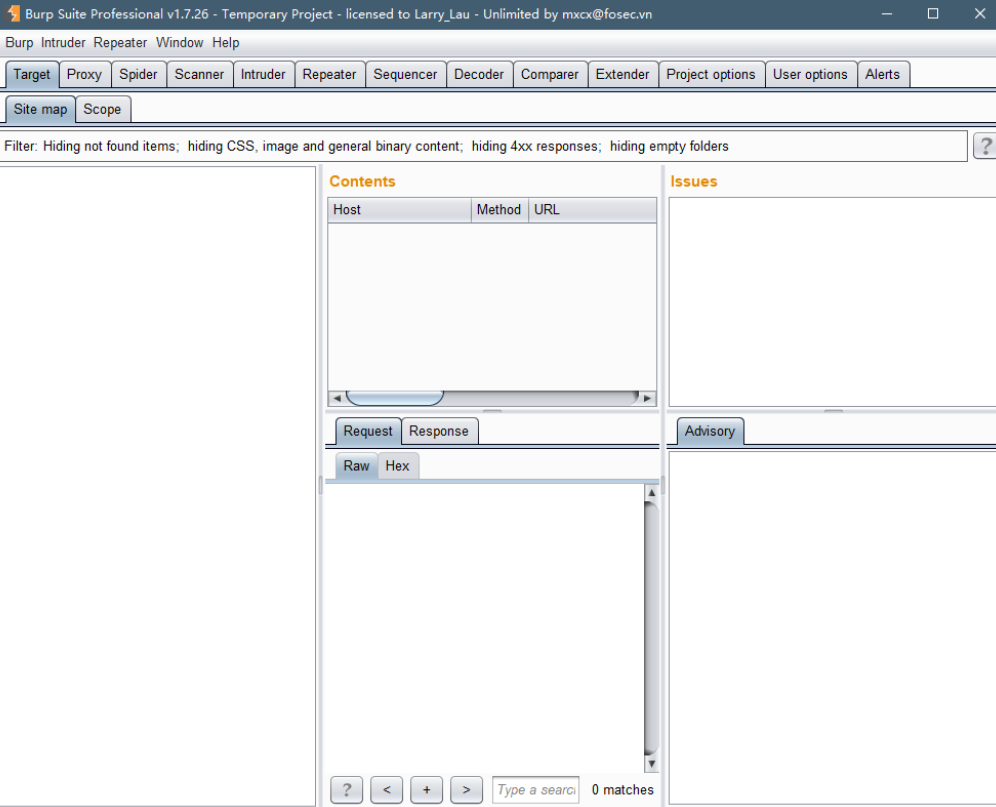 Burp Suite Professional v1.7.26 - Temporary Project - licensed to Larry_Lau - Unlimited by mxcx@fosec.vn
Burp Intruder Repeater Window Help
Target Proxy Spider Scanner Intruder Repeater Sequencer Decoder Comparer Extender Project options User options Alerts
Site map Scope
Filter: Hiding not found items; hiding CSS, image and general binary content; hiding 4xx responses; hiding empty folders
?
Contents
Host Method URL
Issues
Request Response
Raw Hex
Advisory
? < + >
Type a searc
0 matches